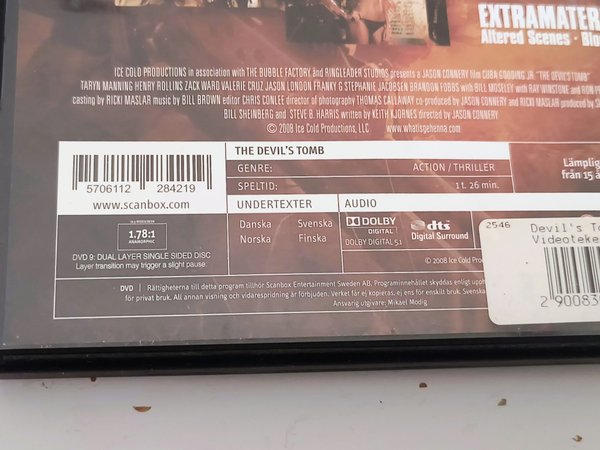 EXTRAMATER
Altered Scenes · Blo
ICE COLD PRODUCTIONS in association with THE BUBBLE FACTORY and RINGLEADER STUDIOS presents a JASON CONNERY film CUBA GOODING JR. "THE DEVIL'S TOMB"
TARYN MANNING HENRY ROLLINS ZACK WARD VALERIE CRUZ JASON LONDON FRANKY G STEPHANIE JACOBSEN BRANDON FOBBS with BILL MOSELEY with RAY WINSTONE and RON P
casting by RICKI MASLAR music by BILL BROWN editor CHRIS CONLEE director of photography THOMAS CALLAWAY co-produced by JASON CONNERY and RICKI MASLAR produced by
BILL SHEINBERG and STEVE B. HARRIS written by KEITH KJORNES directed by JASON CONNERY
© 2008 Ice Cold Productions, LLC www.whatisgehenna.com
5706112 284219
www.scanbox.com
THE DEVIL'S TOMB
GENRE: ACTION / THRILLER
SPELTID: 1 t. 26 min.
Lämplig
från 15 å
UNDERTEXTER
Danska Svenska
Norska Finska
AUDIO
DOLBY
DIGITAL
DOLBY DIGITAL 5.1
dts
Digital Surround
1.78:1
ANAMORPHIC
DVD 9: DUAL LAYER SINGLE SIDED DISC
Layer transition may trigger a slight pause.
© 2008 Ice Cold Pro
2546
Devil's To
Videoteke
2 90083
DVD | Rättigheterna till detta program tillhör Scanbox Entertainment Sweden AB. Programinnehållet skyddas enligt upph
för privat bruk. All annan visning och vidarespridning är förbjuden. Verket får ej kopieras, ej ens för enskilt bruk. Svensk
Ansvarig utgivare: Mikael Modig